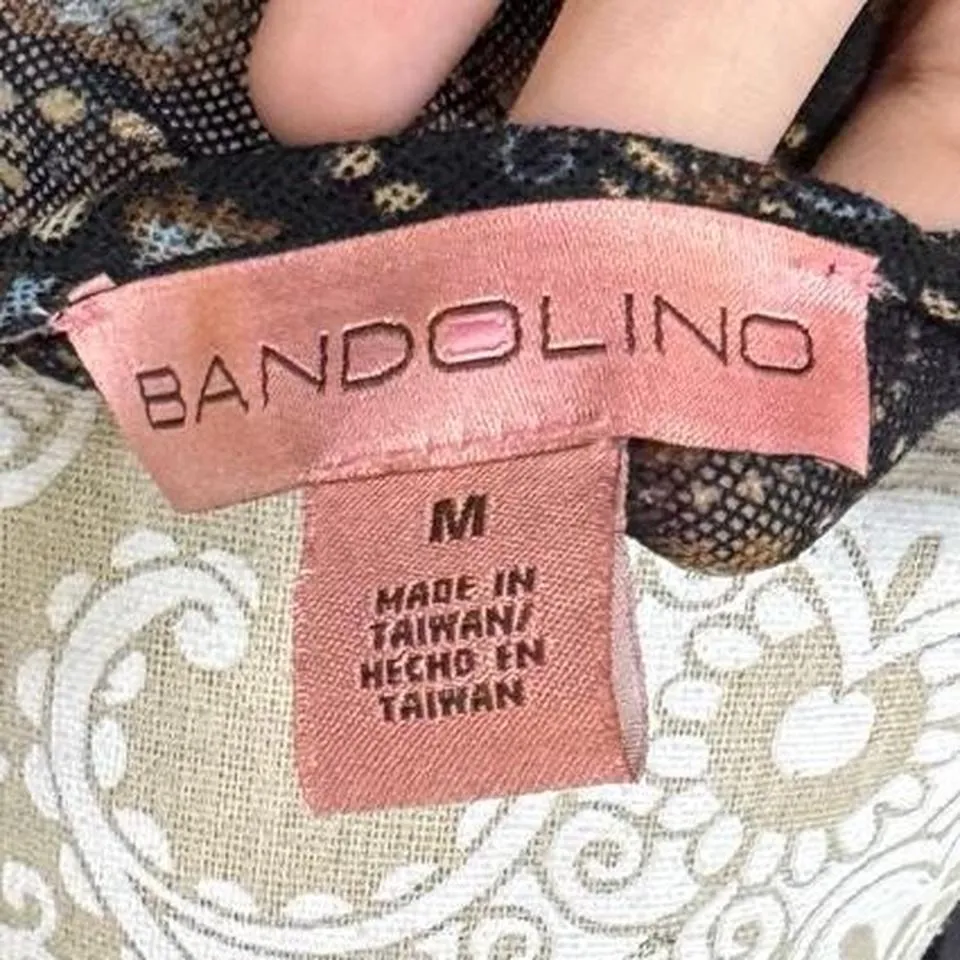 BANDOLINO
M
MADE IN
TAIWAN/
HECHO EN
TAIWAN